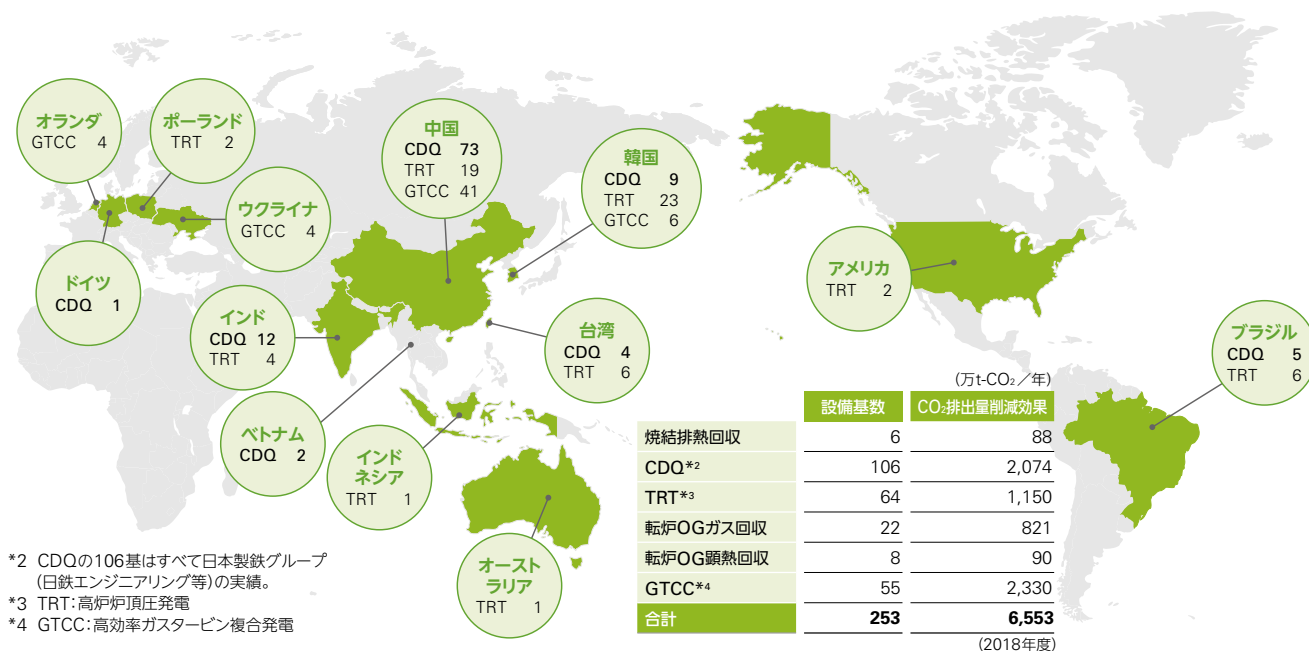 オランダ
GTCC 4
ポーランド
TRT 2
中国
CDQ 73
TRT 19
GTCC 41
韓国
CDQ 9
TRT 23
GTCC 6
ウクライナ
GTCC 4
ドイツ
CDQ 1
インド
CDQ 12
TRT 4
台湾
CDQ 4
TRT 6
ベトナム
CDQ 2
インド
ネシア
TRT 1
オースト
ラリア
TRT 1
アメリカ
TRT 2
ブラジル
CDQ 5
TRT 6
(万t-CO₂／年)
設備基数 CO₂排出量削減効果
焼結排熱回収 6 88
CDQ*2 106 2,074
TRT*3 64 1,150
転炉OGガス回収 22 821
転炉OG顕熱回収 8 90
GTCC*4 55 2,330
合計 253 6,553
(2018年度)
*2 CDQの106基はすべて日本製鉄グループ
(日鉄エンジニアリング等)の実績。
*3 TRT:高炉炉頂圧発電
*4 GTCC:高効率ガスタービン複合発電